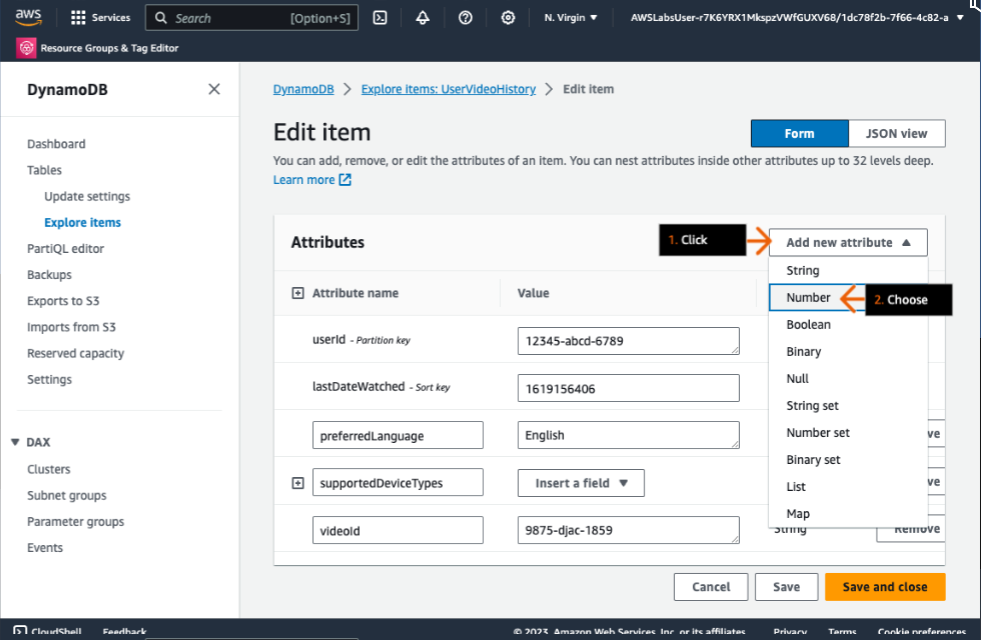 aws Services Search [Option+S] N. Virgin AWSLabsUser-r7K6YRX1MkspzVWfGUXV68/1dc78f2b-7f66-4c82-a
Resource Groups & Tag Editor
DynamoDB
Dashboard
Tables
Update settings
Explore items
PartiQL editor
Backups
Exports to S3
Imports from S3
Reserved capacity
Settings
DAX
Clusters
Subnet groups
Parameter groups
Events
DynamoDB > Explore items: UserVideoHistory > Edit item
Edit item
Form JSON view
You can add, remove, or edit the attributes of an item. You can nest attributes inside other attributes up to 32 levels deep.
Learn more
Attributes
1. Click
Add new attribute
String
Number
2. Choose
Boolean
Binary
Null
String set
Number set
Binary set
List
Map
Attribute name Value
userId - Partition key 12345-abcd-6789
lastDateWatched - Sort key 1619156406
preferredLanguage English ve
supportedDeviceTypes Insert a field ve
videoId 9875-djac-1859 String Remove
Cancel Save Save and close
CloudShell Feedback © 2023, Amazon Web Services, Inc. or its affiliates. Privacy Terms Cookie preferences